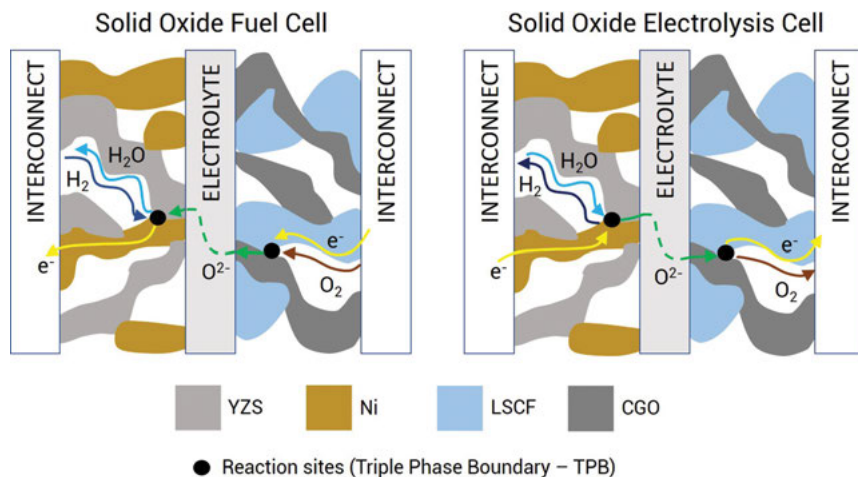 Solid Oxide Fuel Cell
INTERCONNECT
H₂O
H₂
e⁻
ELECTROLYTE
O²⁻
e⁻
O₂
INTERCONNECT
Solid Oxide Electrolysis Cell
INTERCONNECT
H₂O
H₂
e⁻
ELECTROLYTE
O²⁻
e⁻
O₂
INTERCONNECT
YZS
Ni
LSCF
CGO
Reaction sites (Triple Phase Boundary – TPB)